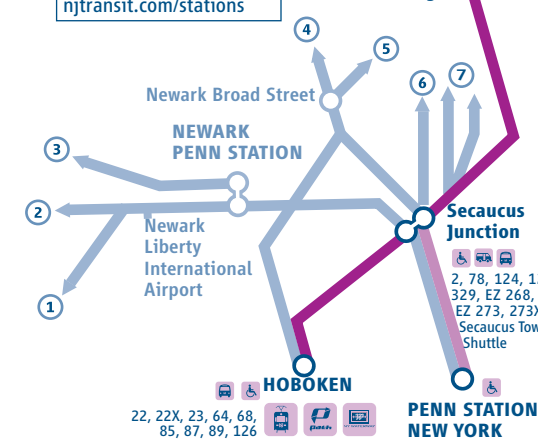 njtransit.com/stations
4
5
6
7
Newark Broad Street
NEWARK
PENN STATION
3
2
1
Newark
Liberty
International
Airport
Secaucus
Junction
2, 78, 124,
329, EZ 268,
EZ 273, 273X
Secaucus
Shuttle
HOBOKEN
22, 22X, 23, 64, 68,
85, 87, 89, 126
path
PENN STATION
NEW YORK